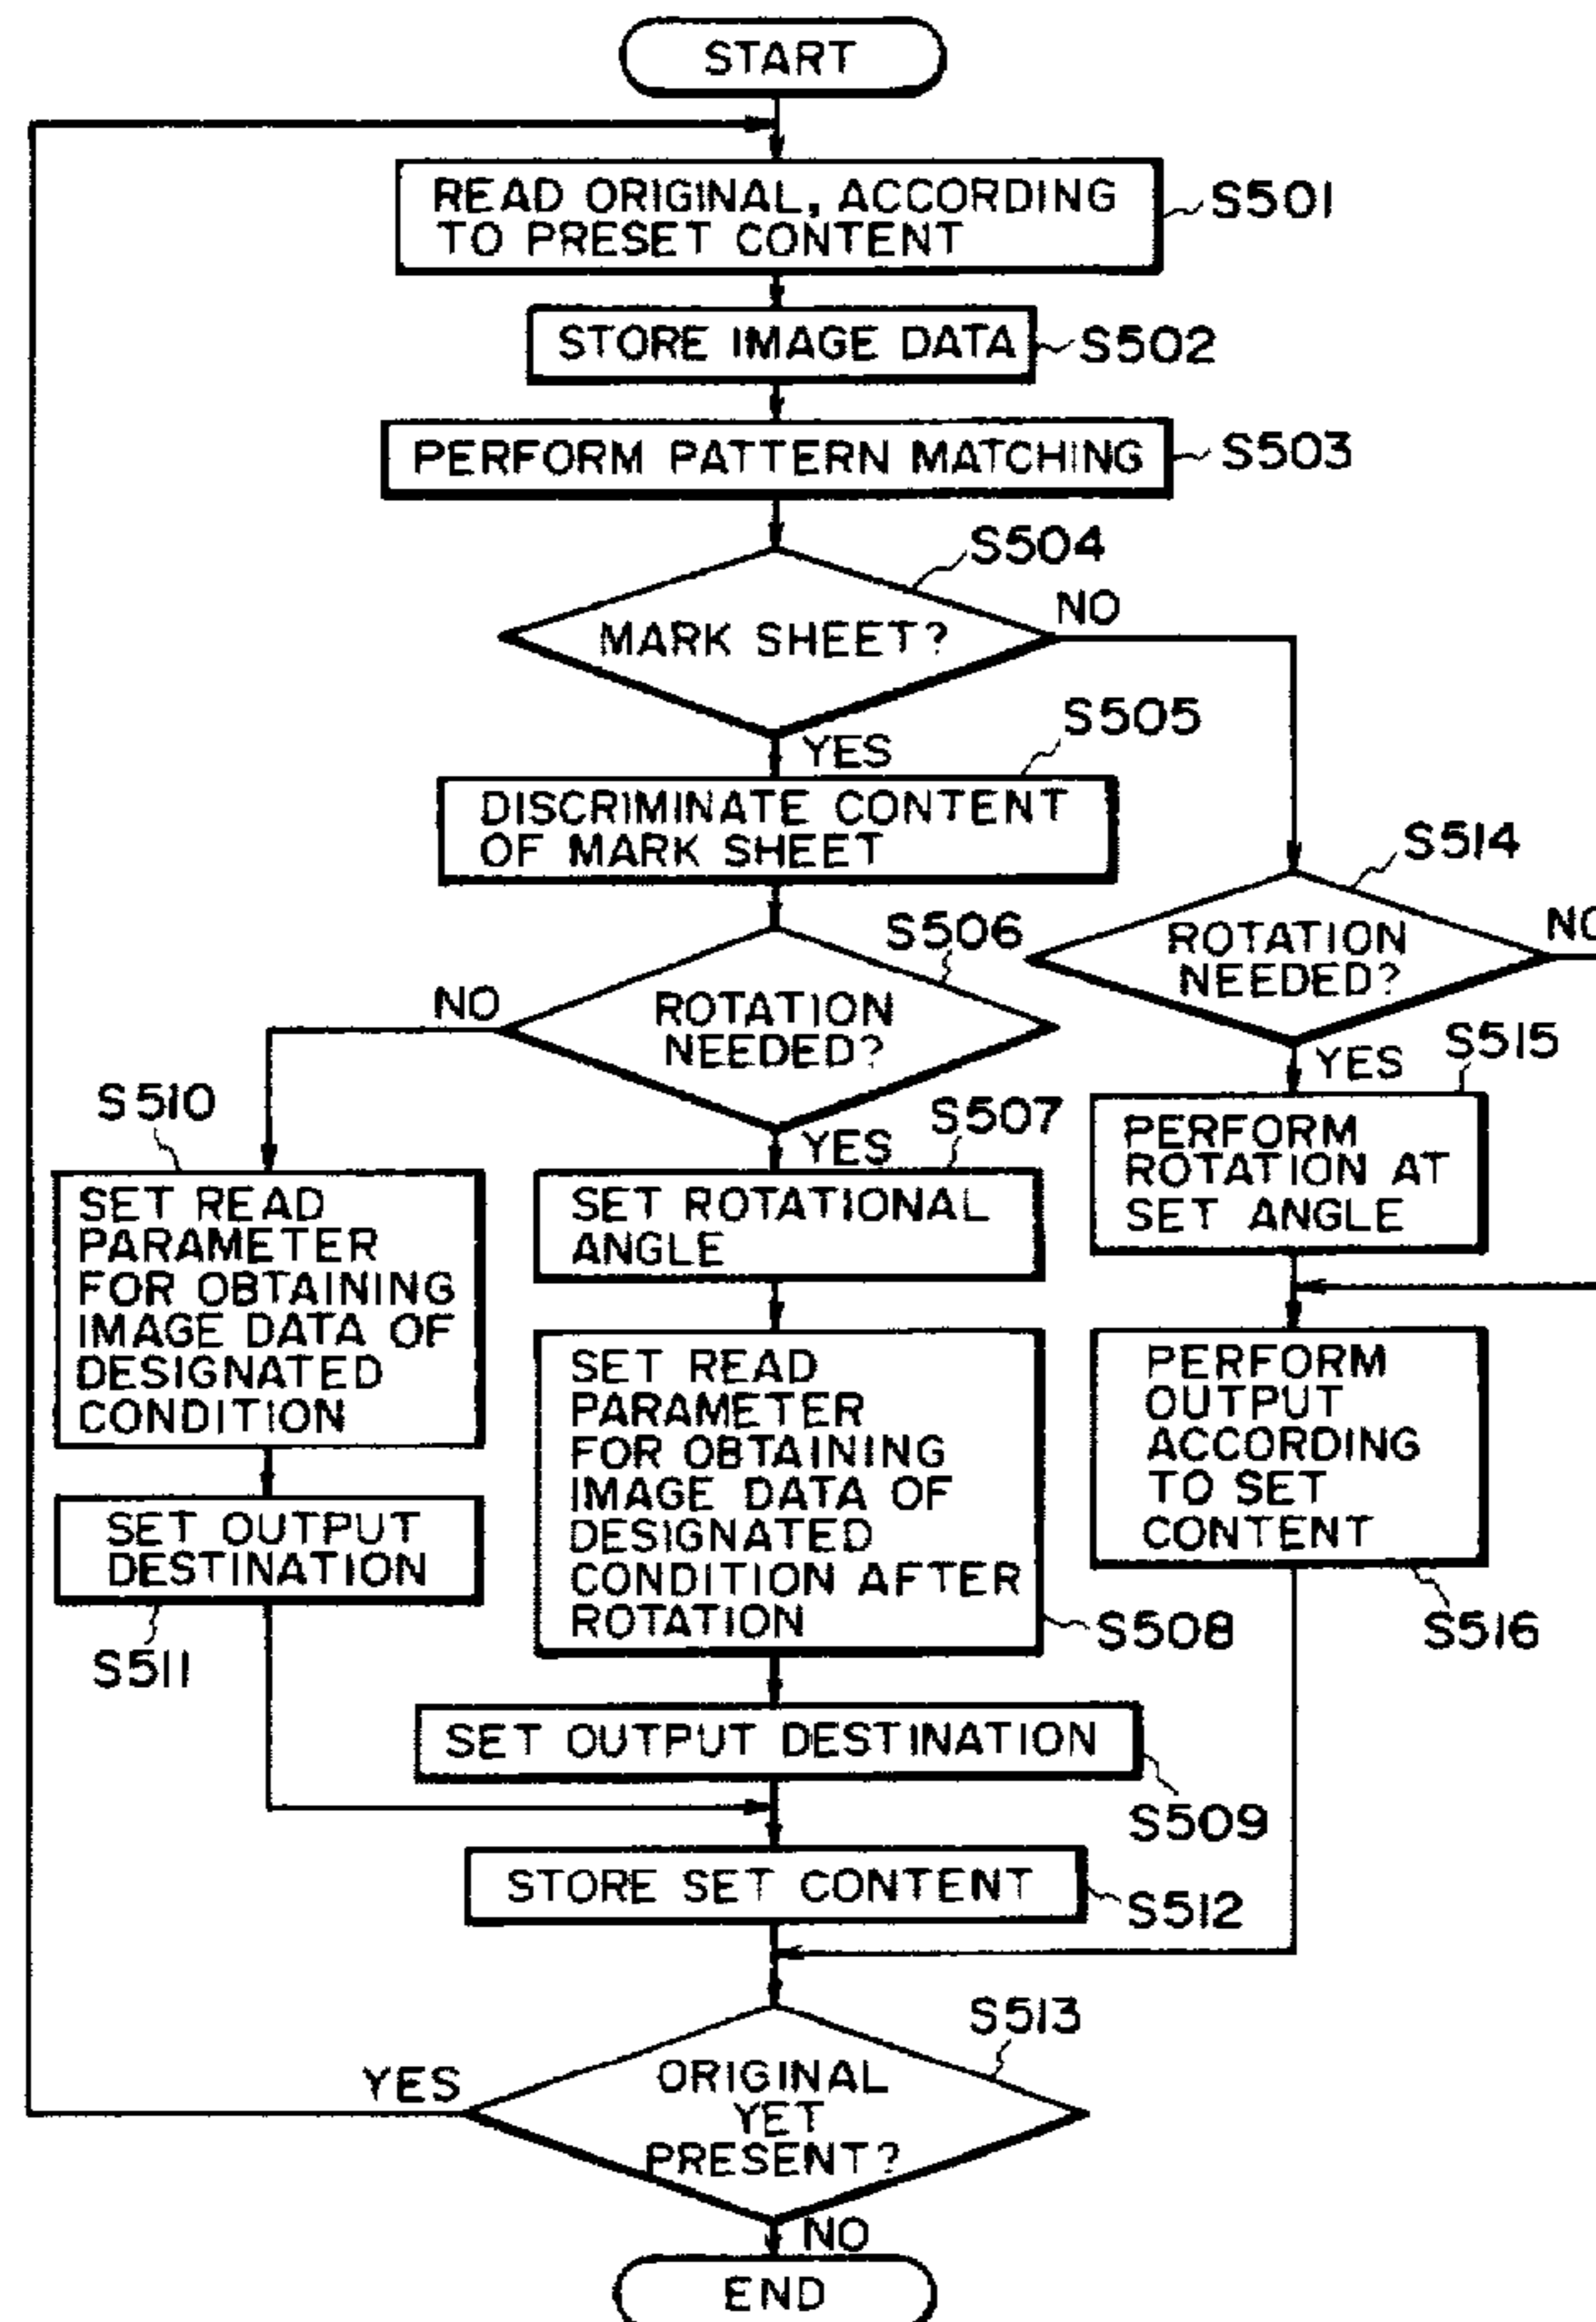 START
READ ORIGINAL, ACCORDING
TO PRESET CONTENT
S501
STORE IMAGE DATA
S502
PERFORM PATTERN MATCHING
S503
S504
MARK SHEET?
NO
YES
S505
DISCRIMINATE CONTENT
OF MARK SHEET
S506
ROTATION
NEEDED?
NO
YES
S514
ROTATION
NEEDED?
NO
YES
S515
PERFORM
ROTATION AT
SET ANGLE
S510
SET READ
PARAMETER
FOR OBTAINING
IMAGE DATA OF
DESIGNATED
CONDITION
S507
SET ROTATIONAL
ANGLE
SET READ
PARAMETER
FOR OBTAINING
IMAGE DATA OF
DESIGNATED
CONDITION AFTER
ROTATION
S508
PERFORM
OUTPUT
ACCORDING
TO SET
CONTENT
S516
SET OUTPUT
DESTINATION
S511
SET OUTPUT DESTINATION
S509
STORE SET CONTENT
S512
S513
ORIGINAL
YET
PRESENT?
YES
NO
END